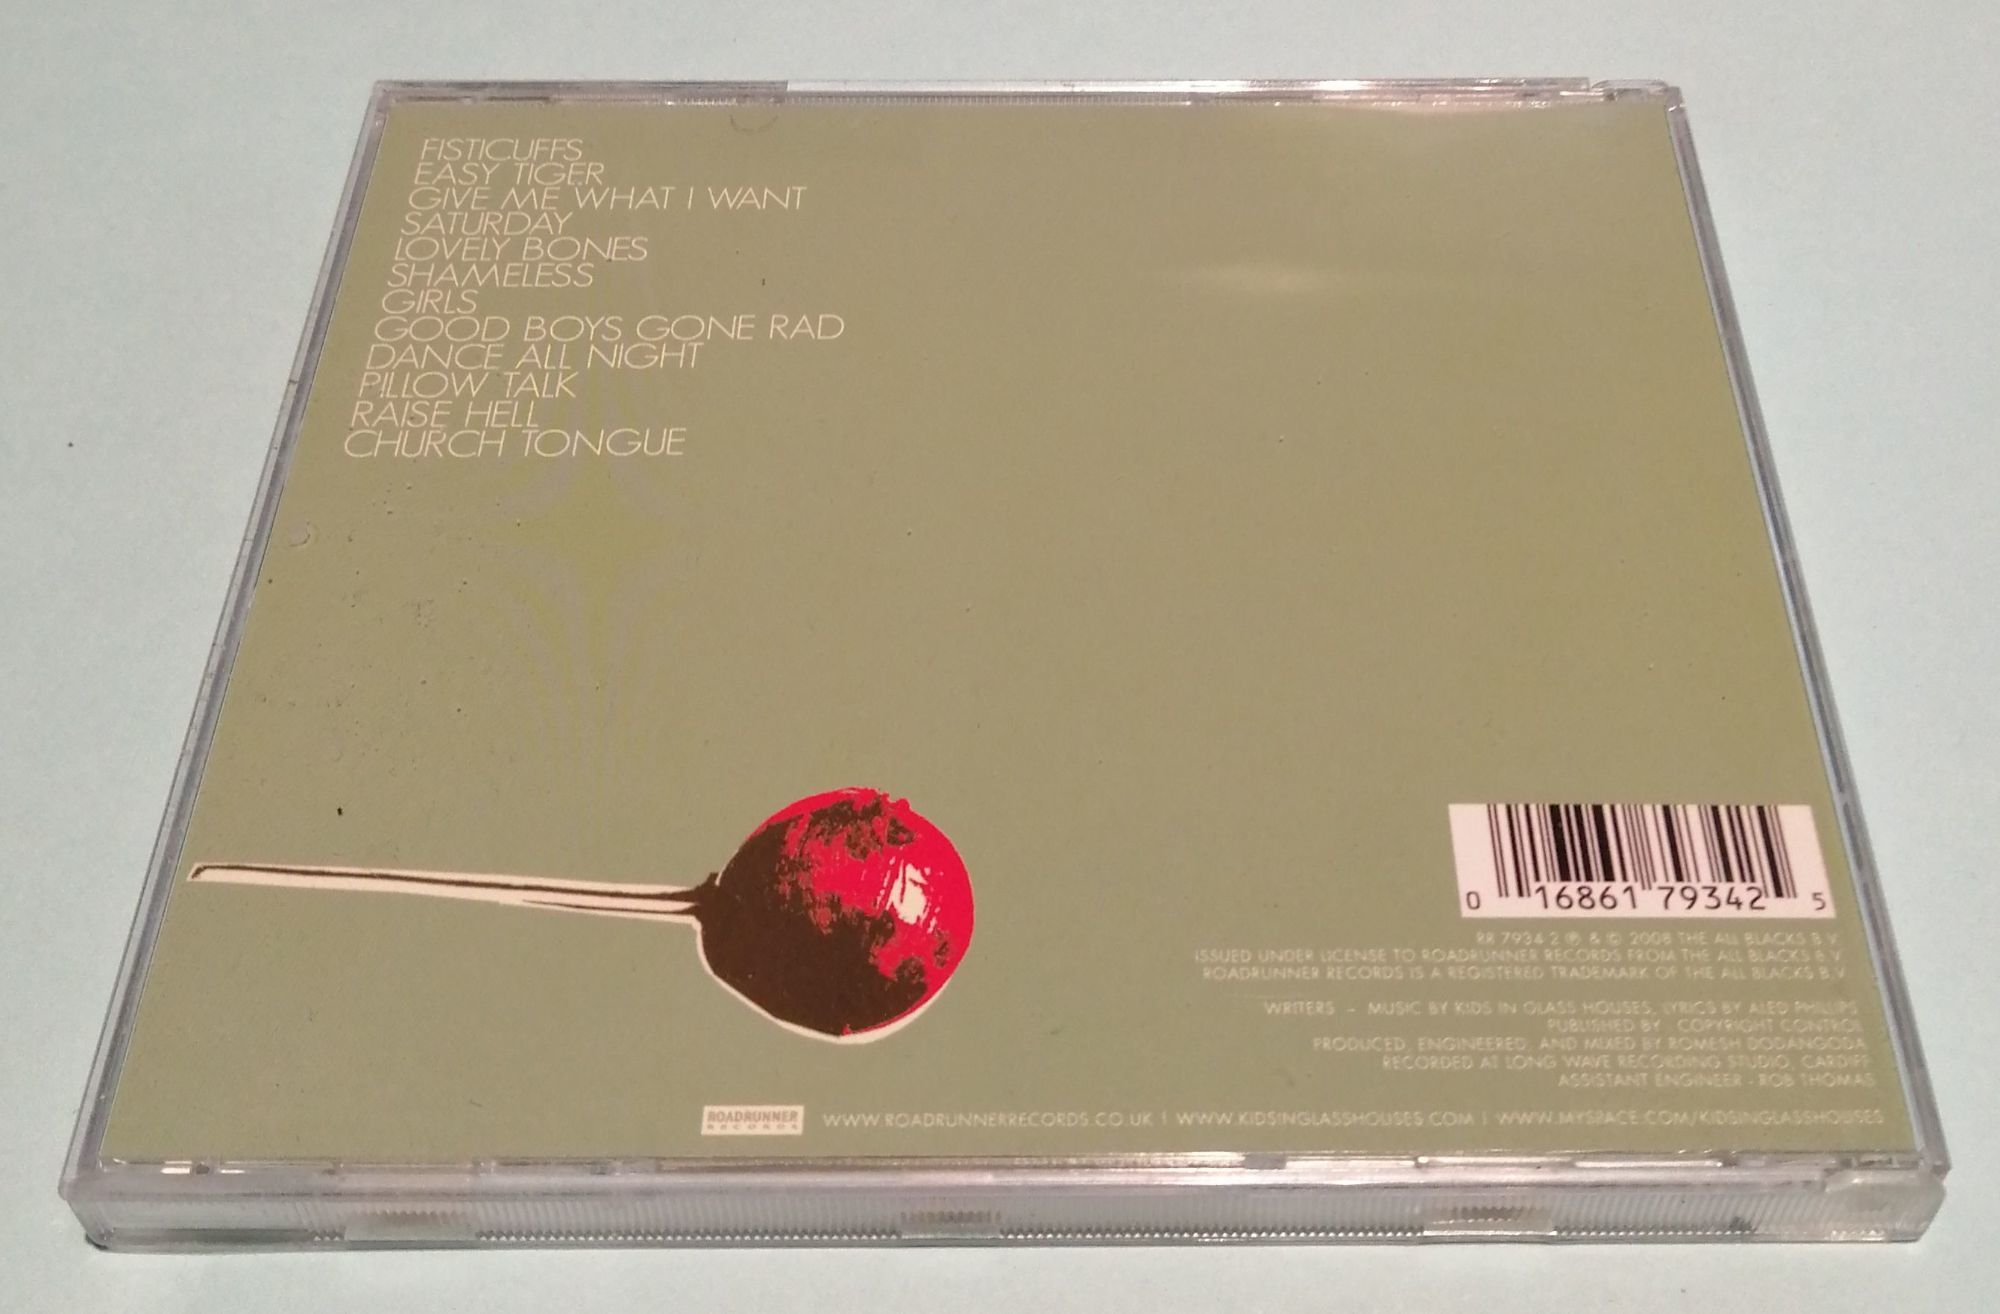 FISTICUFFS
EASY TIGER
GIVE ME WHAT I WANT
SATURDAY
LOVELY BONES
SHAMELESS
GIRLS
GOOD BOYS GONE RAD
DANCE ALL NIGHT
PILLOW TALK
RAISE HELL
CHURCH TONGUE
0 16861 79342 5
RR 7934 2 ℗ & © 2008 THE ALL BLACKS B.V.
ISSUED UNDER LICENSE TO ROADRUNNER RECORDS FROM THE ALL BLACKS B.V.
ROADRUNNER RECORDS IS A REGISTERED TRADEMARK OF THE ALL BLACKS B.V.
WRITERS - MUSIC BY KIDS IN GLASS HOUSES, LYRICS BY ALED PHILLIPS
PUBLISHED BY COPYRIGHT CONTROL
PRODUCED, ENGINEERED, AND MIXED BY ROMESH DODANGODA
RECORDED AT LONG WAVE RECORDING STUDIO, CARDIFF
ASSISTANT ENGINEER - ROB THOMAS
ROADRUNNER
RECORDS
WWW.ROADRUNNERRECORDS.CO.UK | WWW.KIDSINGLASSHOUSES.COM | WWW.MYSPACE.COM/KIDSINGLASSHOUSES